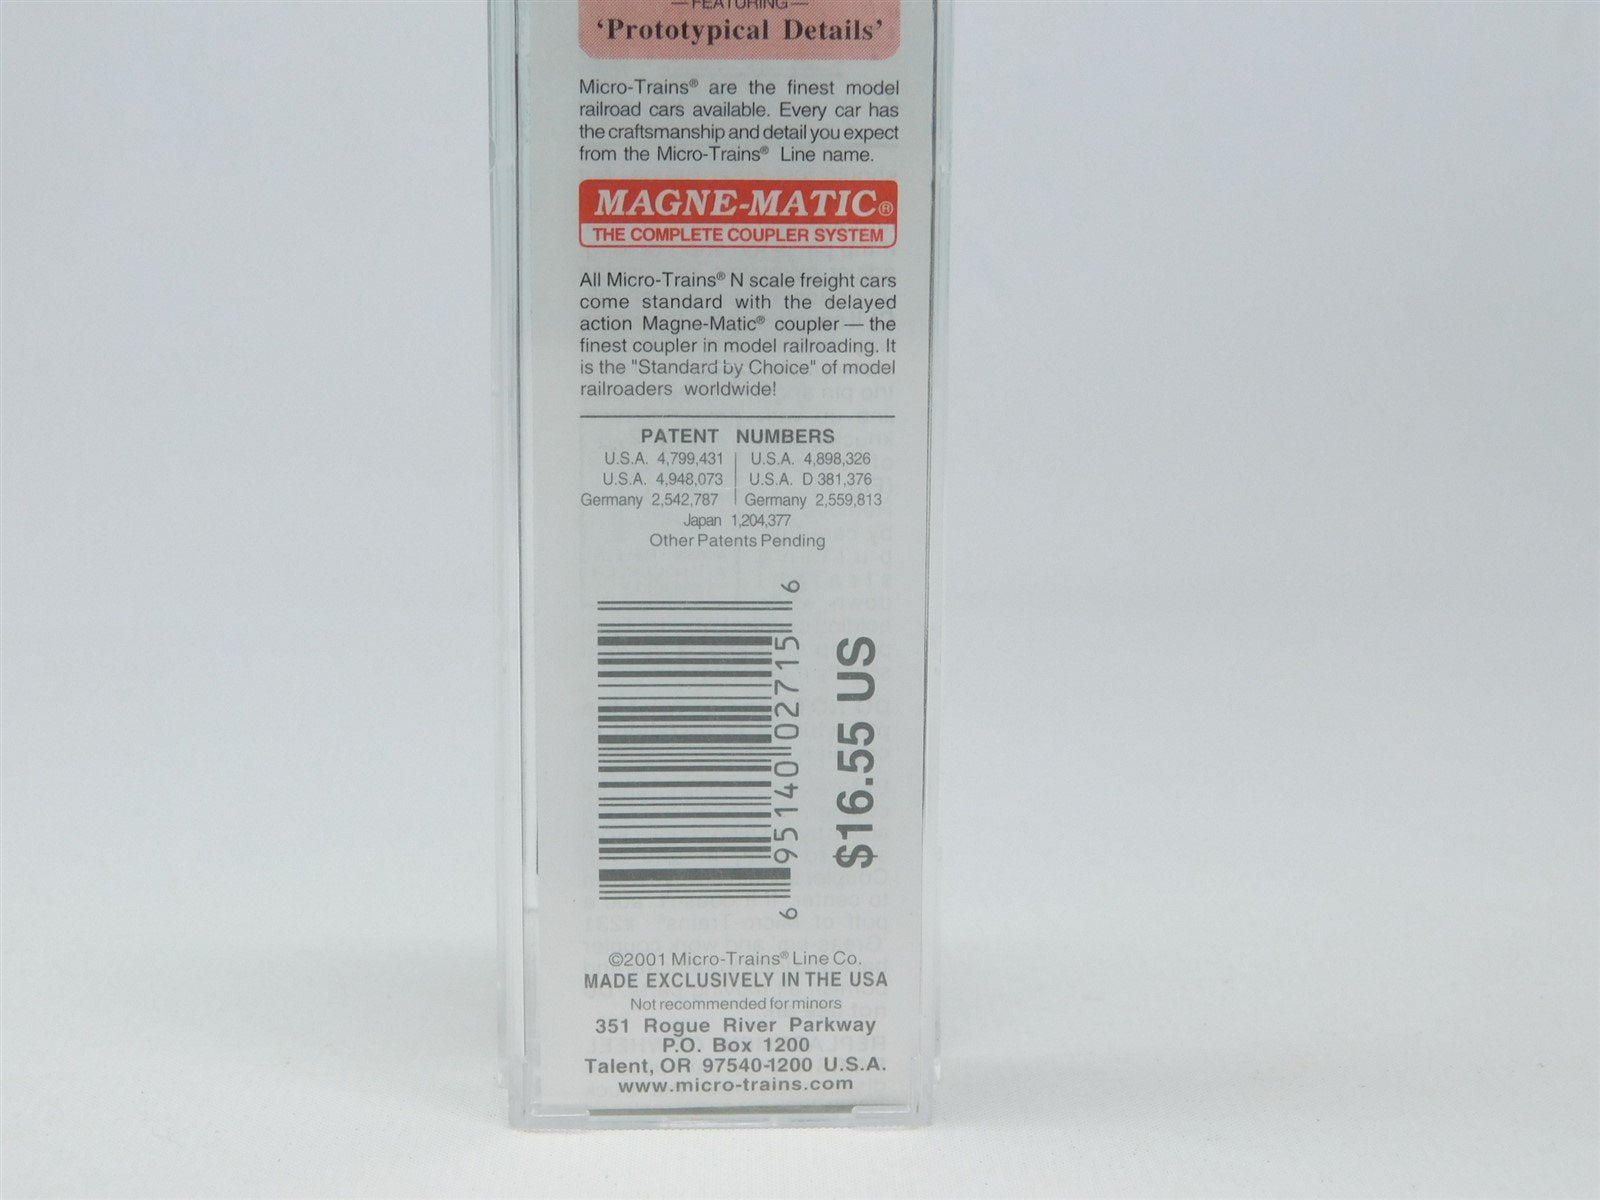 — FEATURING —
‘Prototypical Details’
Micro-Trains® are the finest model
railroad cars available. Every car has
the craftsmanship and detail you expect
from the Micro-Trains® Line name.
MAGNE-MATIC®
THE COMPLETE COUPLER SYSTEM
All Micro-Trains® N scale freight cars
come standard with the delayed
action Magne-Matic® coupler — the
finest coupler in model railroading. It
is the "Standard by Choice" of model
railroaders worldwide!
PATENT NUMBERS
U.S.A. 4,799,431 U.S.A. 4,898,326
U.S.A. 4,948,073 U.S.A. D 381,376
Germany 2,542,787 Germany 2,559,813
Japan 1,204,377
Other Patents Pending
6 95140 02715 6
$16.55 US
©2001 Micro-Trains® Line Co.
MADE EXCLUSIVELY IN THE USA
Not recommended for minors
351 Rogue River Parkway
P.O. Box 1200
Talent, OR 97540-1200 U.S.A.
www.micro-trains.com